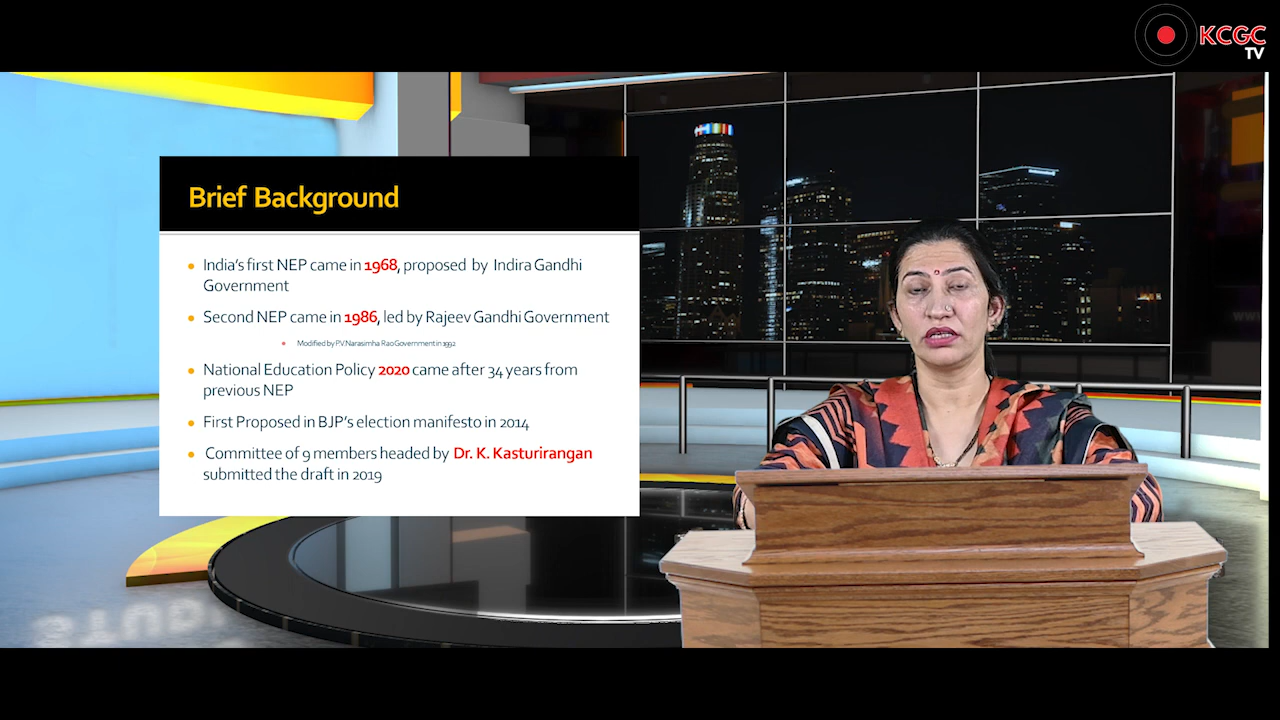 KCGC
TV
Brief Background
India's first NEP came in 1968, proposed by Indira Gandhi
Government
Second NEP came in 1986, led by Rajeev Gandhi Government
Modified by P.V.Narasimha Rao Government in 1992
National Education Policy 2020 came after 34 years from
previous NEP
First Proposed in BJP's election manifesto in 2014
Committee of 9 members headed by Dr. K. Kasturirangan
submitted the draft in 2019